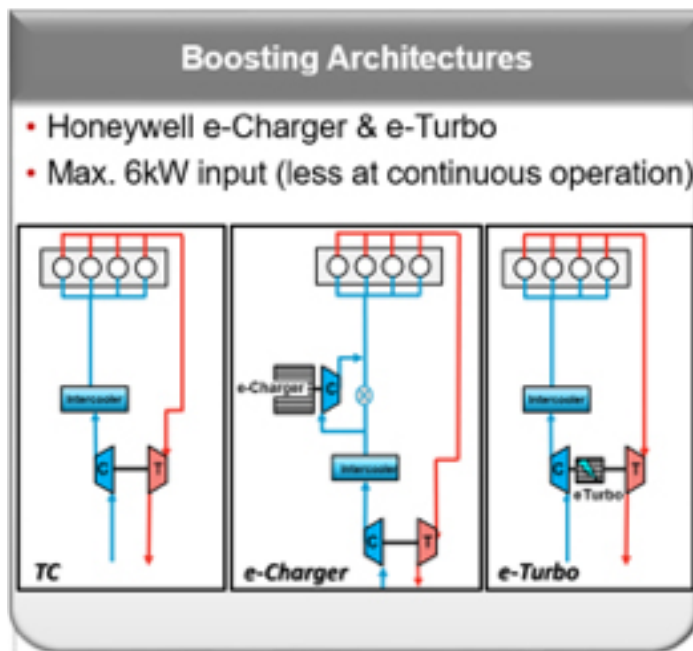 Boosting Architectures
• Honeywell e-Charger & e-Turbo
• Max. 6kW input (less at continuous operation)
Intercooler
C
T
TC
e-Charger
C
Intercooler
C
T
e-Charger
Intercooler
C
T
eTurbo
e-Turbo